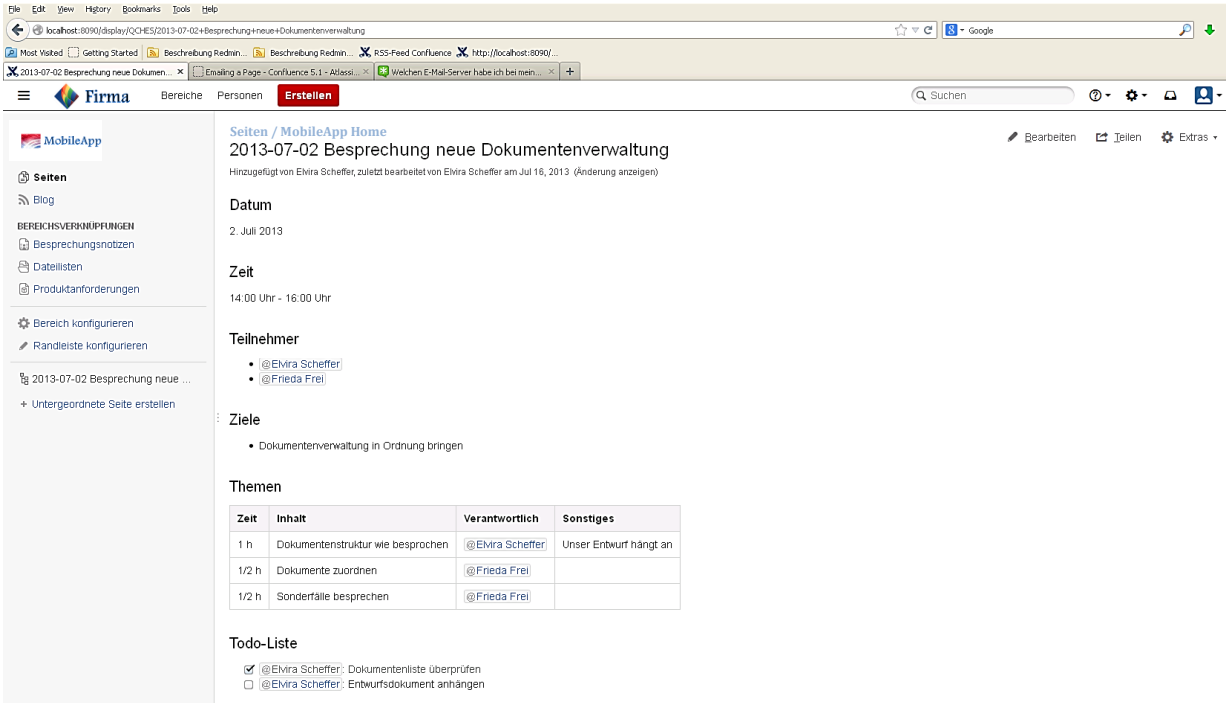 File Edit View History Bookmarks Tools Help
localhost:8090/display/QCHES/2013-07-02+Besprechung+neue+Dokumentenverwaltung
Google
Most Visited Getting Started Beschreibung Redmin... Beschreibung Redmin... RSS-Feed Confluence http://localhost:8090/...
2013-07-02 Besprechung neue Dokumen... × Emailing a Page - Confluence 5.1 - Atlassi... × Welchen E-Mail-Server habe ich bei mein... × +
Firma Bereiche Personen Erstellen Suchen
MobileApp
Seiten
Blog
BEREICHSVERKNÜPFUNGEN
Besprechungsnotizen
Dateilisten
Produktanforderungen
Bereich konfigurieren
Randleiste konfigurieren
2013-07-02 Besprechung neue ...
+ Untergeordnete Seite erstellen
Seiten / MobileApp Home
Bearbeiten Teilen Extras
2013-07-02 Besprechung neue Dokumentenverwaltung
Hinzugefügt von Elvira Scheffer, zuletzt bearbeitet von Elvira Scheffer am Jul 16, 2013 (Änderung anzeigen)
Datum
2. Juli 2013
Zeit
14:00 Uhr - 16:00 Uhr
Teilnehmer
• @Elvira Scheffer
• @Frieda Frei
Ziele
• Dokumentenverwaltung in Ordnung bringen
Themen
Zeit Inhalt Verantwortlich Sonstiges
1 h Dokumentenstruktur wie besprochen @Elvira Scheffer Unser Entwurf hängt an
1/2 h Dokumente zuordnen @Frieda Frei
1/2 h Sonderfälle besprechen @Frieda Frei
Todo-Liste
@Elvira Scheffer: Dokumentenliste überprüfen
@Elvira Scheffer: Entwurfsdokument anhängen